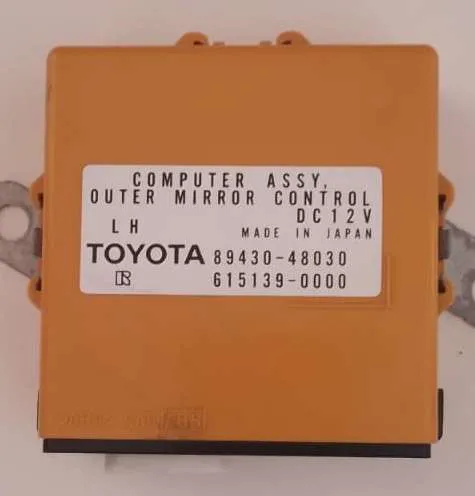 COMPUTER ASSY,
OUTER MIRROR CONTROL
DC12V
LH MADE IN JAPAN
TOYOTA 89430-48030
R 615139-0000